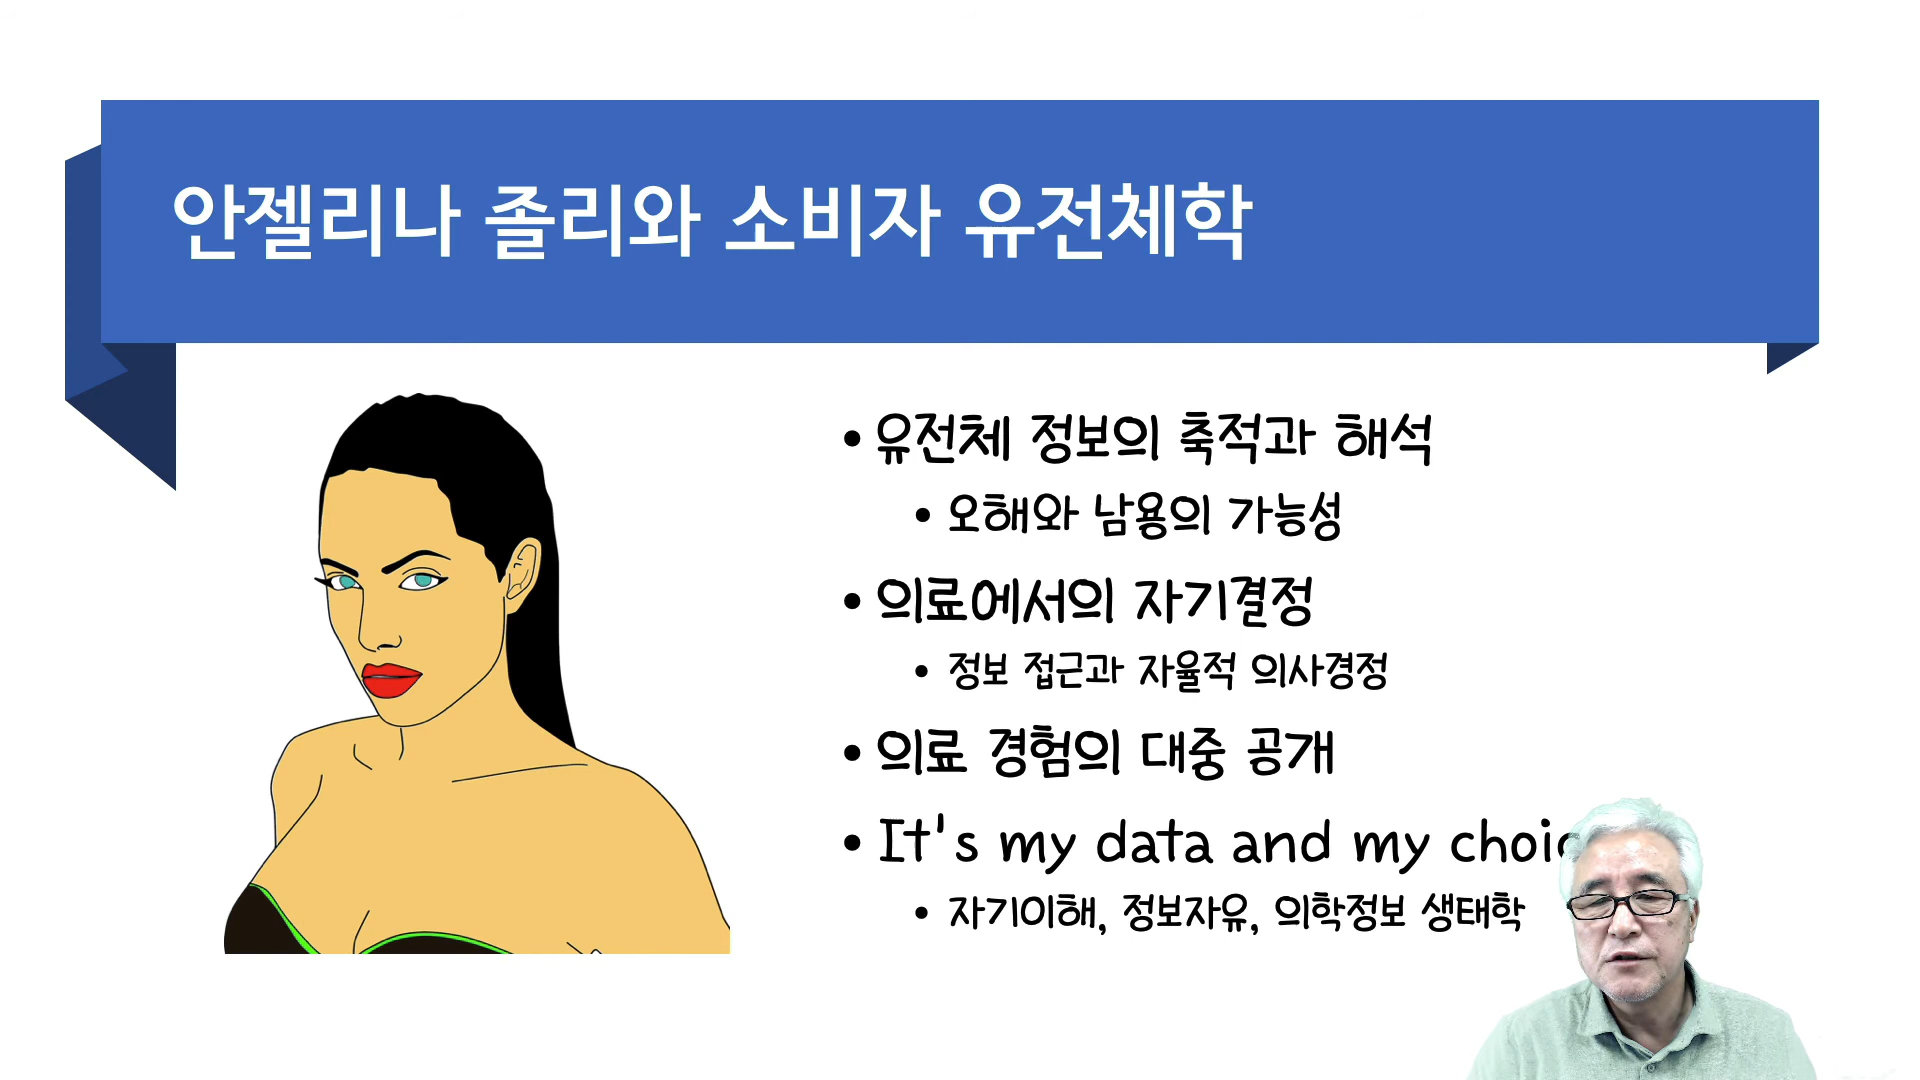 안젤리나 졸리와 소비자 유전체학
• 유전체 정보의 축적과 해석
• 오해와 남용의 가능성
• 의료에서의 자기결정
• 정보 접근과 자율적 의사경정
• 의료 경험의 대중 공개
• It's my data and my
• 자기이해, 정보자유, 의학정보 생태학